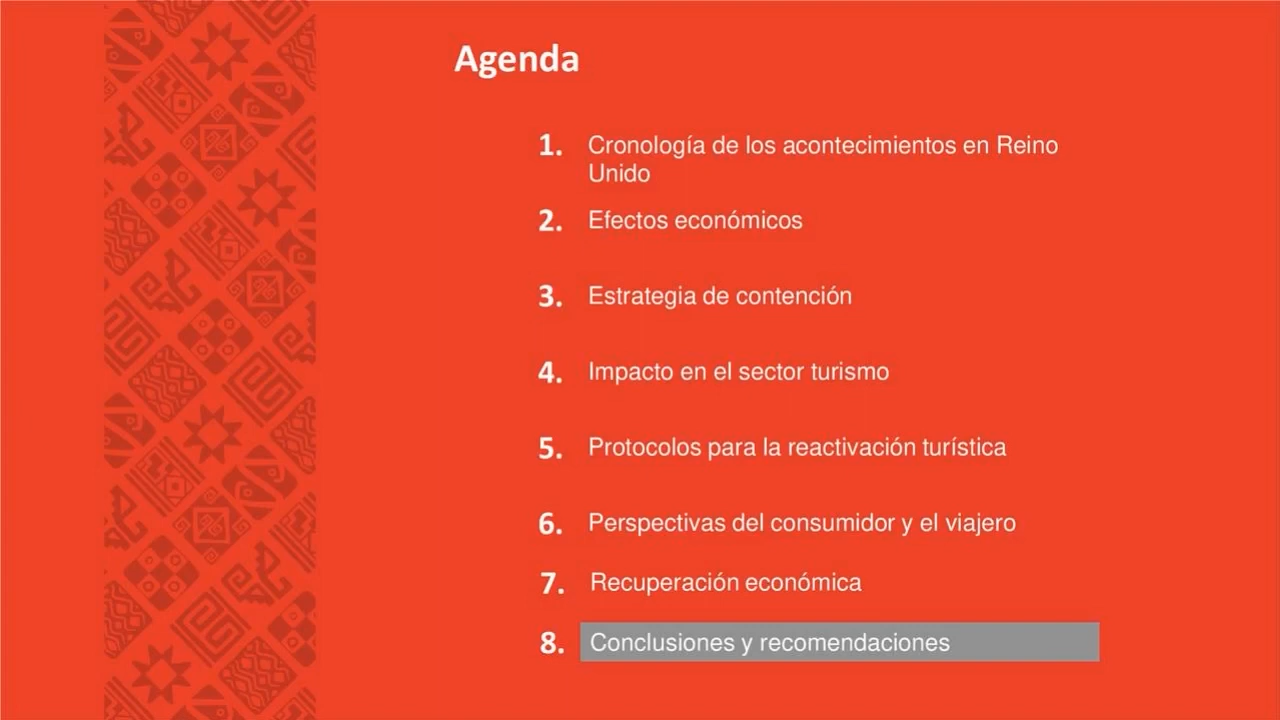 Agenda
1. Cronología de los acontecimientos en Reino
Unido
2. Efectos económicos
3. Estrategia de contención
4. Impacto en el sector turismo
5. Protocolos para la reactivación turística
6. Perspectivas del consumidor y el viajero
7. Recuperación económica
8. Conclusiones y recomendaciones